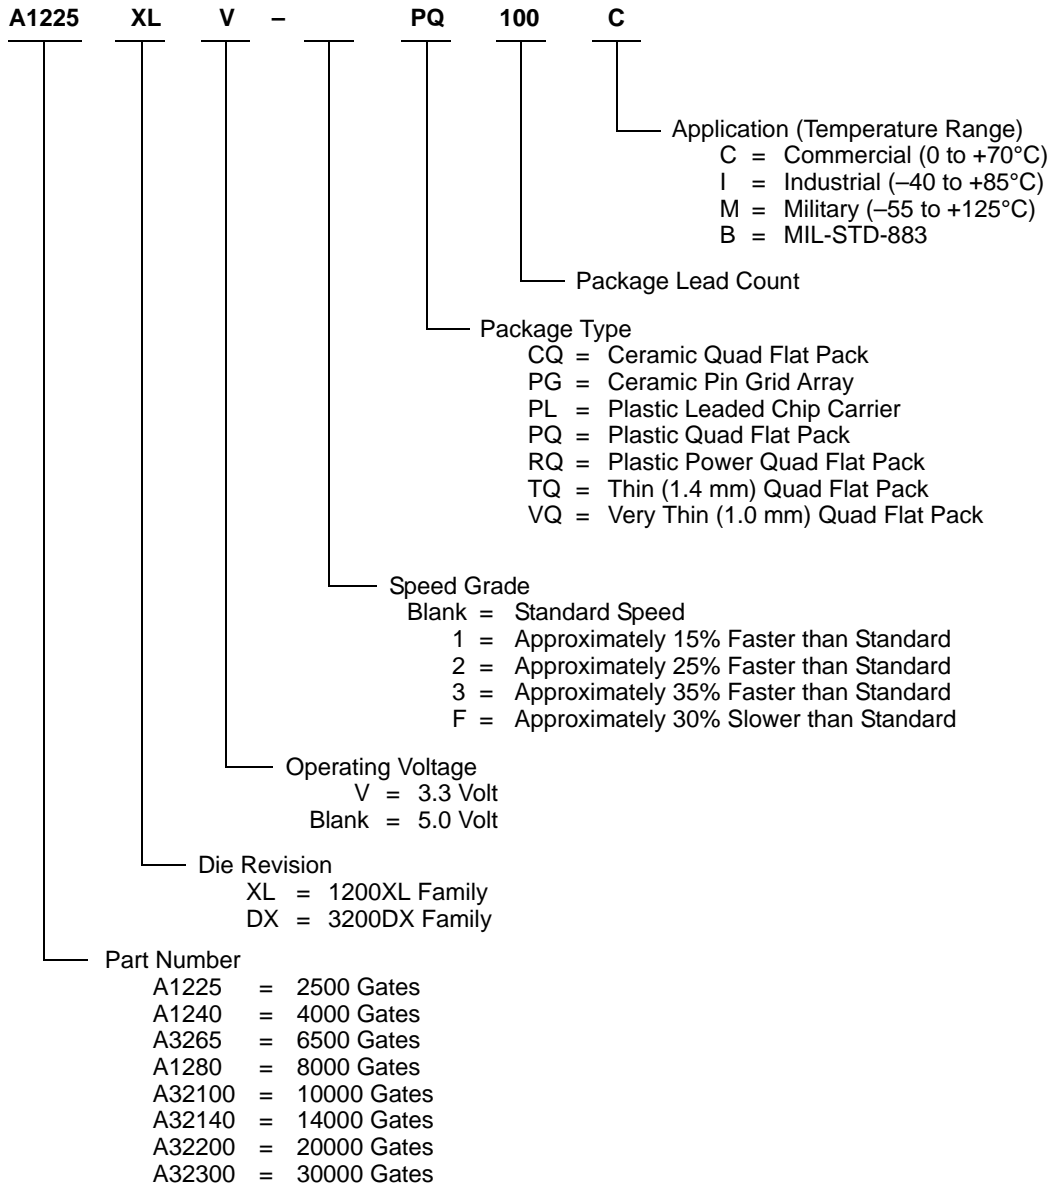 A1225 XL V – PQ 100 C
Application (Temperature Range)
C = Commercial (0 to +70°C)
I = Industrial (–40 to +85°C)
M = Military (–55 to +125°C)
B = MIL-STD-883
Package Lead Count
Package Type
CQ = Ceramic Quad Flat Pack
PG = Ceramic Pin Grid Array
PL = Plastic Leaded Chip Carrier
PQ = Plastic Quad Flat Pack
RQ = Plastic Power Quad Flat Pack
TQ = Thin (1.4 mm) Quad Flat Pack
VQ = Very Thin (1.0 mm) Quad Flat Pack
Speed Grade
Blank = Standard Speed
1 = Approximately 15% Faster than Standard
2 = Approximately 25% Faster than Standard
3 = Approximately 35% Faster than Standard
F = Approximately 30% Slower than Standard
Operating Voltage
V = 3.3 Volt
Blank = 5.0 Volt
Die Revision
XL = 1200XL Family
DX = 3200DX Family
Part Number
A1225 = 2500 Gates
A1240 = 4000 Gates
A3265 = 6500 Gates
A1280 = 8000 Gates
A32100 = 10000 Gates
A32140 = 14000 Gates
A32200 = 20000 Gates
A32300 = 30000 Gates